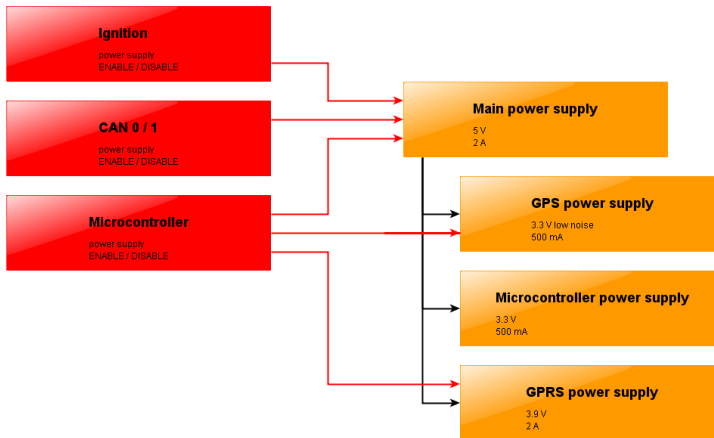 Ignition
power supply
ENABLE / DISABLE
CAN 0 / 1
power supply
ENABLE / DISABLE
Microcontroller
power supply
ENABLE / DISABLE
Main power supply
5 V
2 A
GPS power supply
3.3 V low noise
500 mA
Microcontroller power supply
3.3 V
500 mA
GPRS power supply
3.9 V
2 A